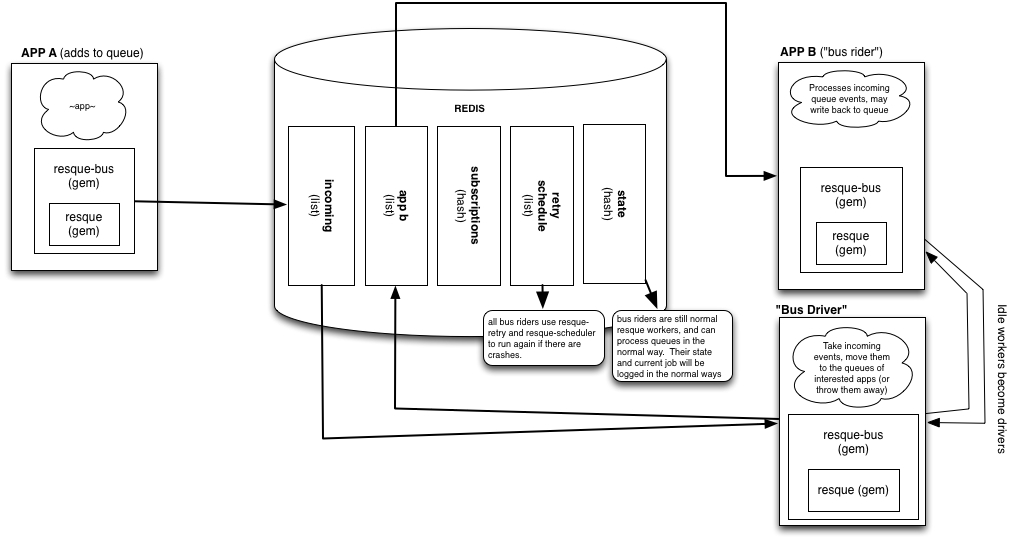 APP A (adds to queue)
~app~
resque-bus
(gem)
resque
(gem)
REDIS
incoming
(list)
app b
(list)
subscriptions
(hash)
retry
schedule
(list)
state
(hash)
all bus riders use resque-
retry and resque-scheduler
to run again if there are
crashes.
bus riders are still normal
resque workers, and can
process queues in the
normal way.  Their state
and current job will be
logged in the normal ways
APP B ("bus rider")
Processes incoming
queue events, may
write back to queue
resque-bus
(gem)
resque
(gem)
"Bus Driver"
Take incoming
events, move them
to the queues of
interested apps (or
throw them away)
resque-bus
(gem)
resque (gem)
Idle workers become drivers